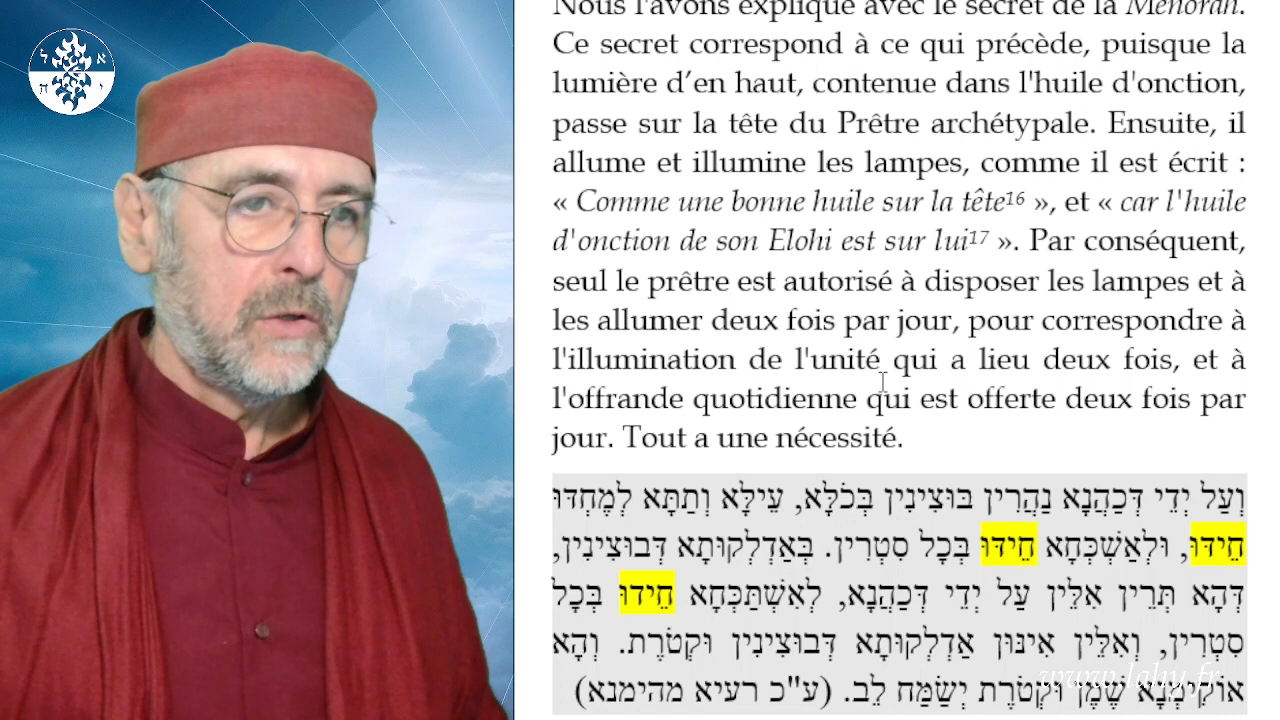 Nous l'avons expliqué avec le secret de la Menorah.
Ce secret correspond à ce qui précède, puisque la
lumière d’en haut, contenue dans l'huile d'onction,
passe sur la tête du Prêtre archétypale. Ensuite, il
allume et illumine les lampes, comme il est écrit :
« Comme une bonne huile sur la tête16 », et « car l'huile
d'onction de son Elohi est sur lui17 ». Par conséquent,
seul le prêtre est autorisé à disposer les lampes et à
les allumer deux fois par jour, pour correspondre à
l'illumination de l'unité qui a lieu deux fois, et à
l'offrande quotidienne qui est offerte deux fois par
jour. Tout a une nécessité.
וְעַל יְדֵי דְּכַהֲנָא נַהֲרִין בּוּצִינִין בְּכֹלָּא, עֵילָּא וְתַתָּא לְמֶחְדּוּ
חֵידּוּ, וּלְאַשְׁכְּחָא חֵידּוּ בְּכָל סִטְרִין. בְּאַדְלְקוּתָא דְּבוּצִינִין,
דְּהָא תְּרֵין אִלֵּין עַל יְדֵי דְּכַהֲנָא, לְאִשְׁתַּכְּחָא חֵידוּ בְּכָל
סִטְרִין, וְאִלֵּין אִינּוּן אַדְלְקוּתָא דְּבוּצִינִין וּקְטֹרֶת. וְהָא
אוֹקִימְנָא שֶׁמֶן וּקְטֹרֶת יְשַׂמַּח לֵב. (ע"כ רעיא מהימנא)
www.lahy.fr
א
ל
י
ה